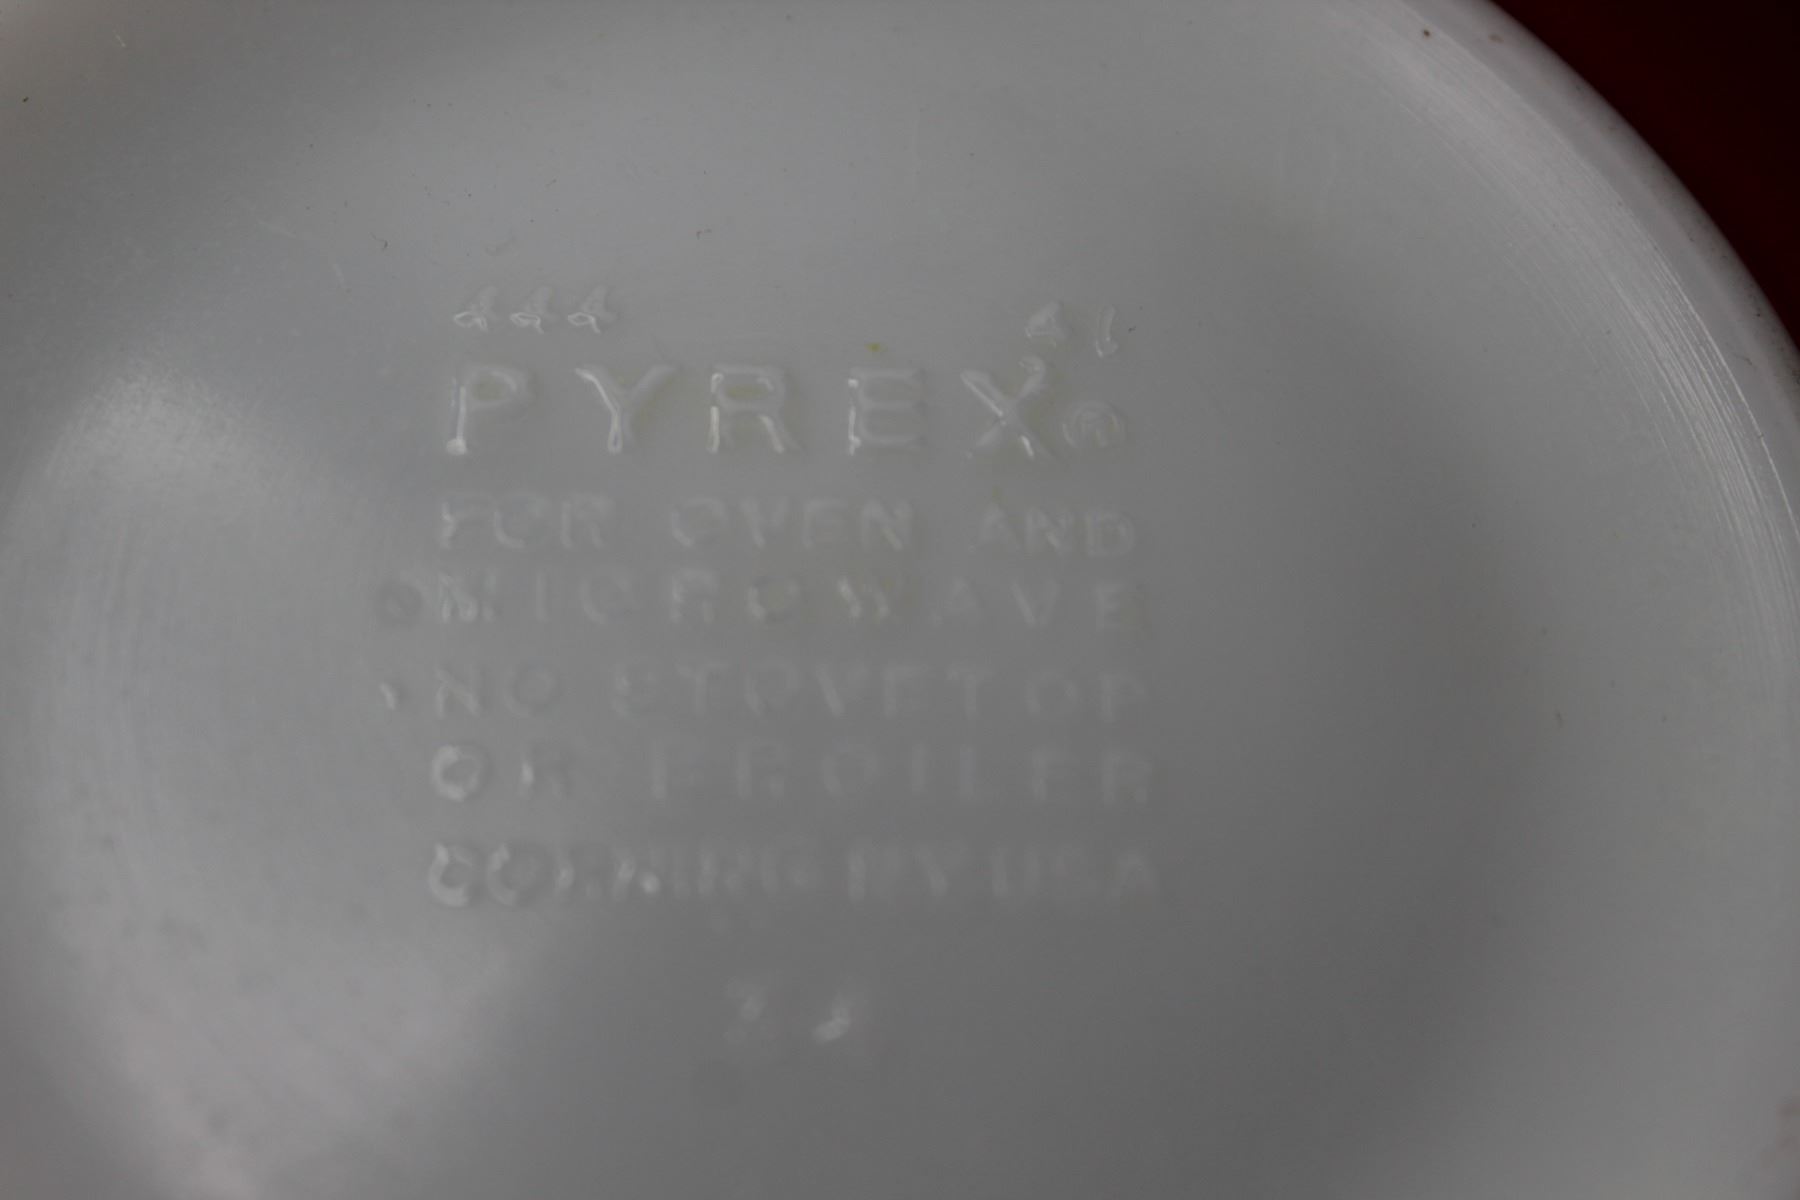 444
PYREX®
FOR OVEN AND
MICROWAVE
NO STOVETOP
OR BROILER
CORNING NY USA